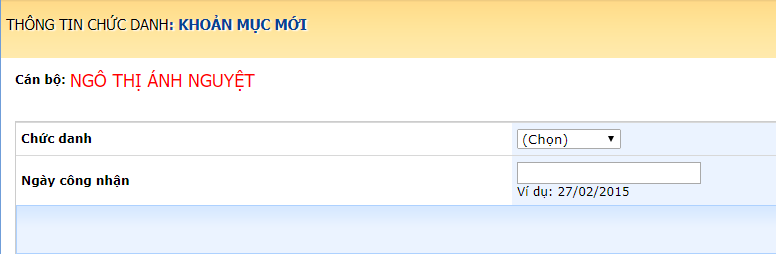 THÔNG TIN CHỨC DANH: KHOẢN MỤC MỚI
Cán bộ: NGÔ THỊ ÁNH NGUYỆT
Chức danh (Chọn)
Ngày công nhận
Ví dụ: 27/02/2015